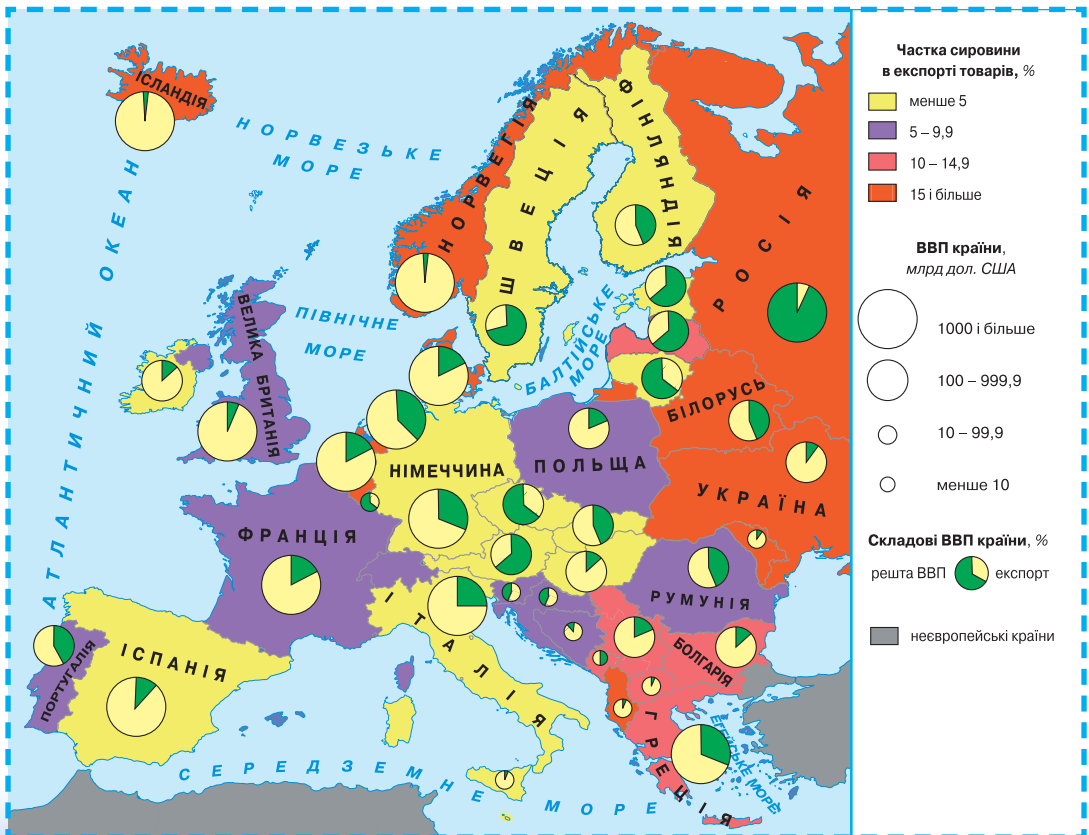 ІСЛАНДІЯ
НОРВЕЗЬКЕ
МОРЕ
АТЛАНТИЧНИЙ ОКЕАН
НОРВЕГІЯ
ШВЕЦІЯ
ФІНЛЯНДІЯ
РОСІЯ
ВЕЛИКА БРИТАНІЯ
ПІВНІЧНЕ
МОРЕ
БАЛТІЙСЬКЕ
МОРЕ
БІЛОРУСЬ
НІМЕЧЧИНА
ПОЛЬЩА
УКРАЇНА
ФРАНЦІЯ
РУМУНІЯ
ІТАЛІЯ
БОЛГАРІЯ
ПОРТУГАЛІЯ
ІСПАНІЯ
ГРЕЦІЯ
ЕГЕЙСЬКЕ МОРЕ
СЕРЕДЗЕМНЕ МОРЕ
Частка сировини
в експорті товарів, %
менше 5
5 – 9,9
10 – 14,9
15 і більше
ВВП країни,
млрд дол. США
1000 і більше
100 – 999,9
10 – 99,9
менше 10
Складові ВВП країни, %
решта ВВП
експорт
неєвропейські країни